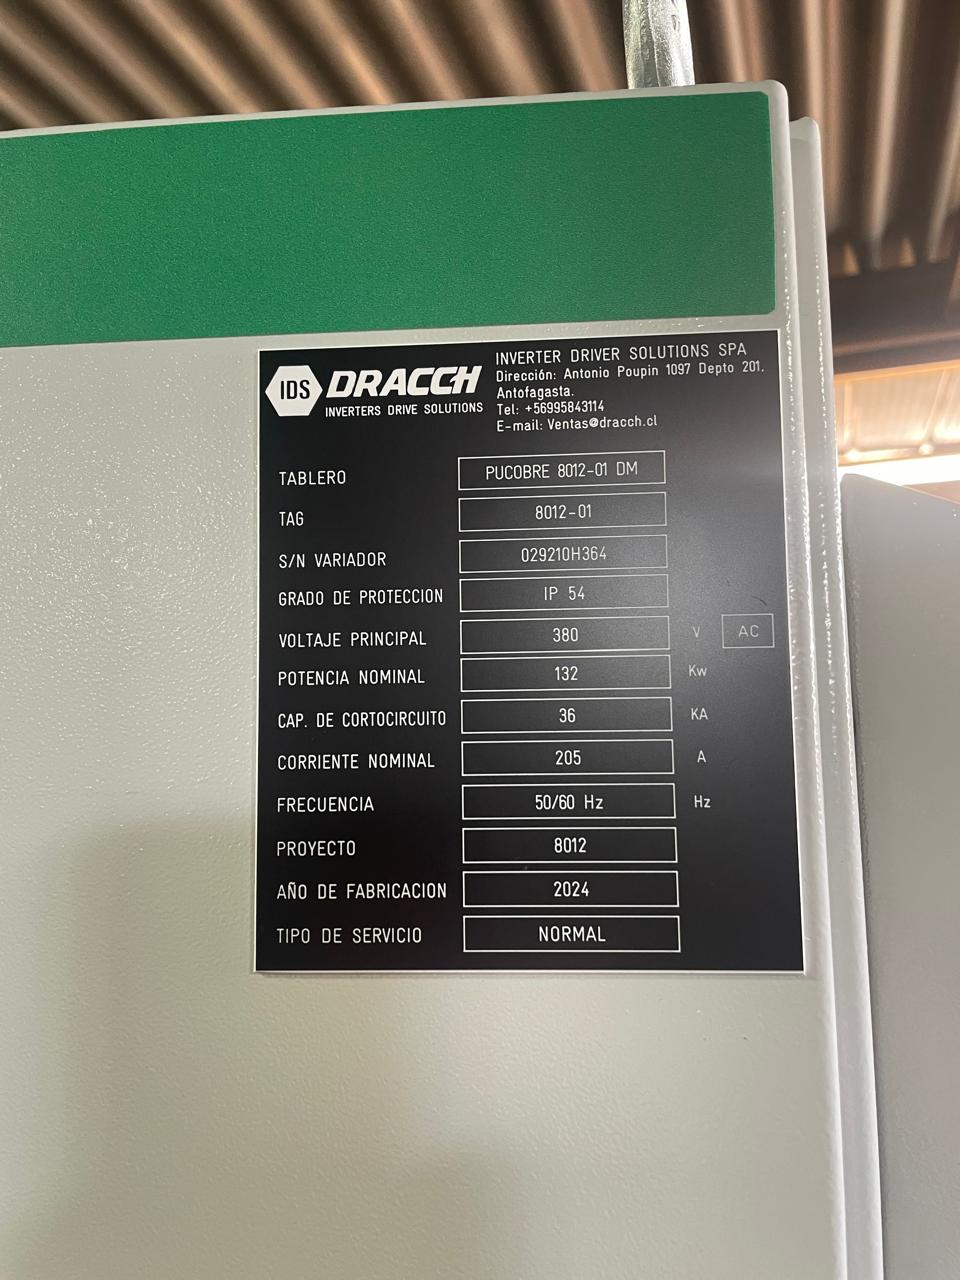 IDS DRACCH
INVERTERS DRIVE SOLUTIONS
INVERTER DRIVER SOLUTIONS SPA
Dirección: Antonio Poupin 1097 Depto 201.
Antofagasta.
Tel: +56995843114
E-mail: Ventas@dracch.cl
TABLERO PUCOBRE 8012-01 DM
TAG 8012-01
S/N VARIADOR 029210H364
GRADO DE PROTECCION IP 54
VOLTAJE PRINCIPAL 380 V AC
POTENCIA NOMINAL 132 Kw
CAP. DE CORTOCIRCUITO 36 KA
CORRIENTE NOMINAL 205 A
FRECUENCIA 50/60 Hz Hz
PROYECTO 8012
AÑO DE FABRICACION 2024
TIPO DE SERVICIO NORMAL